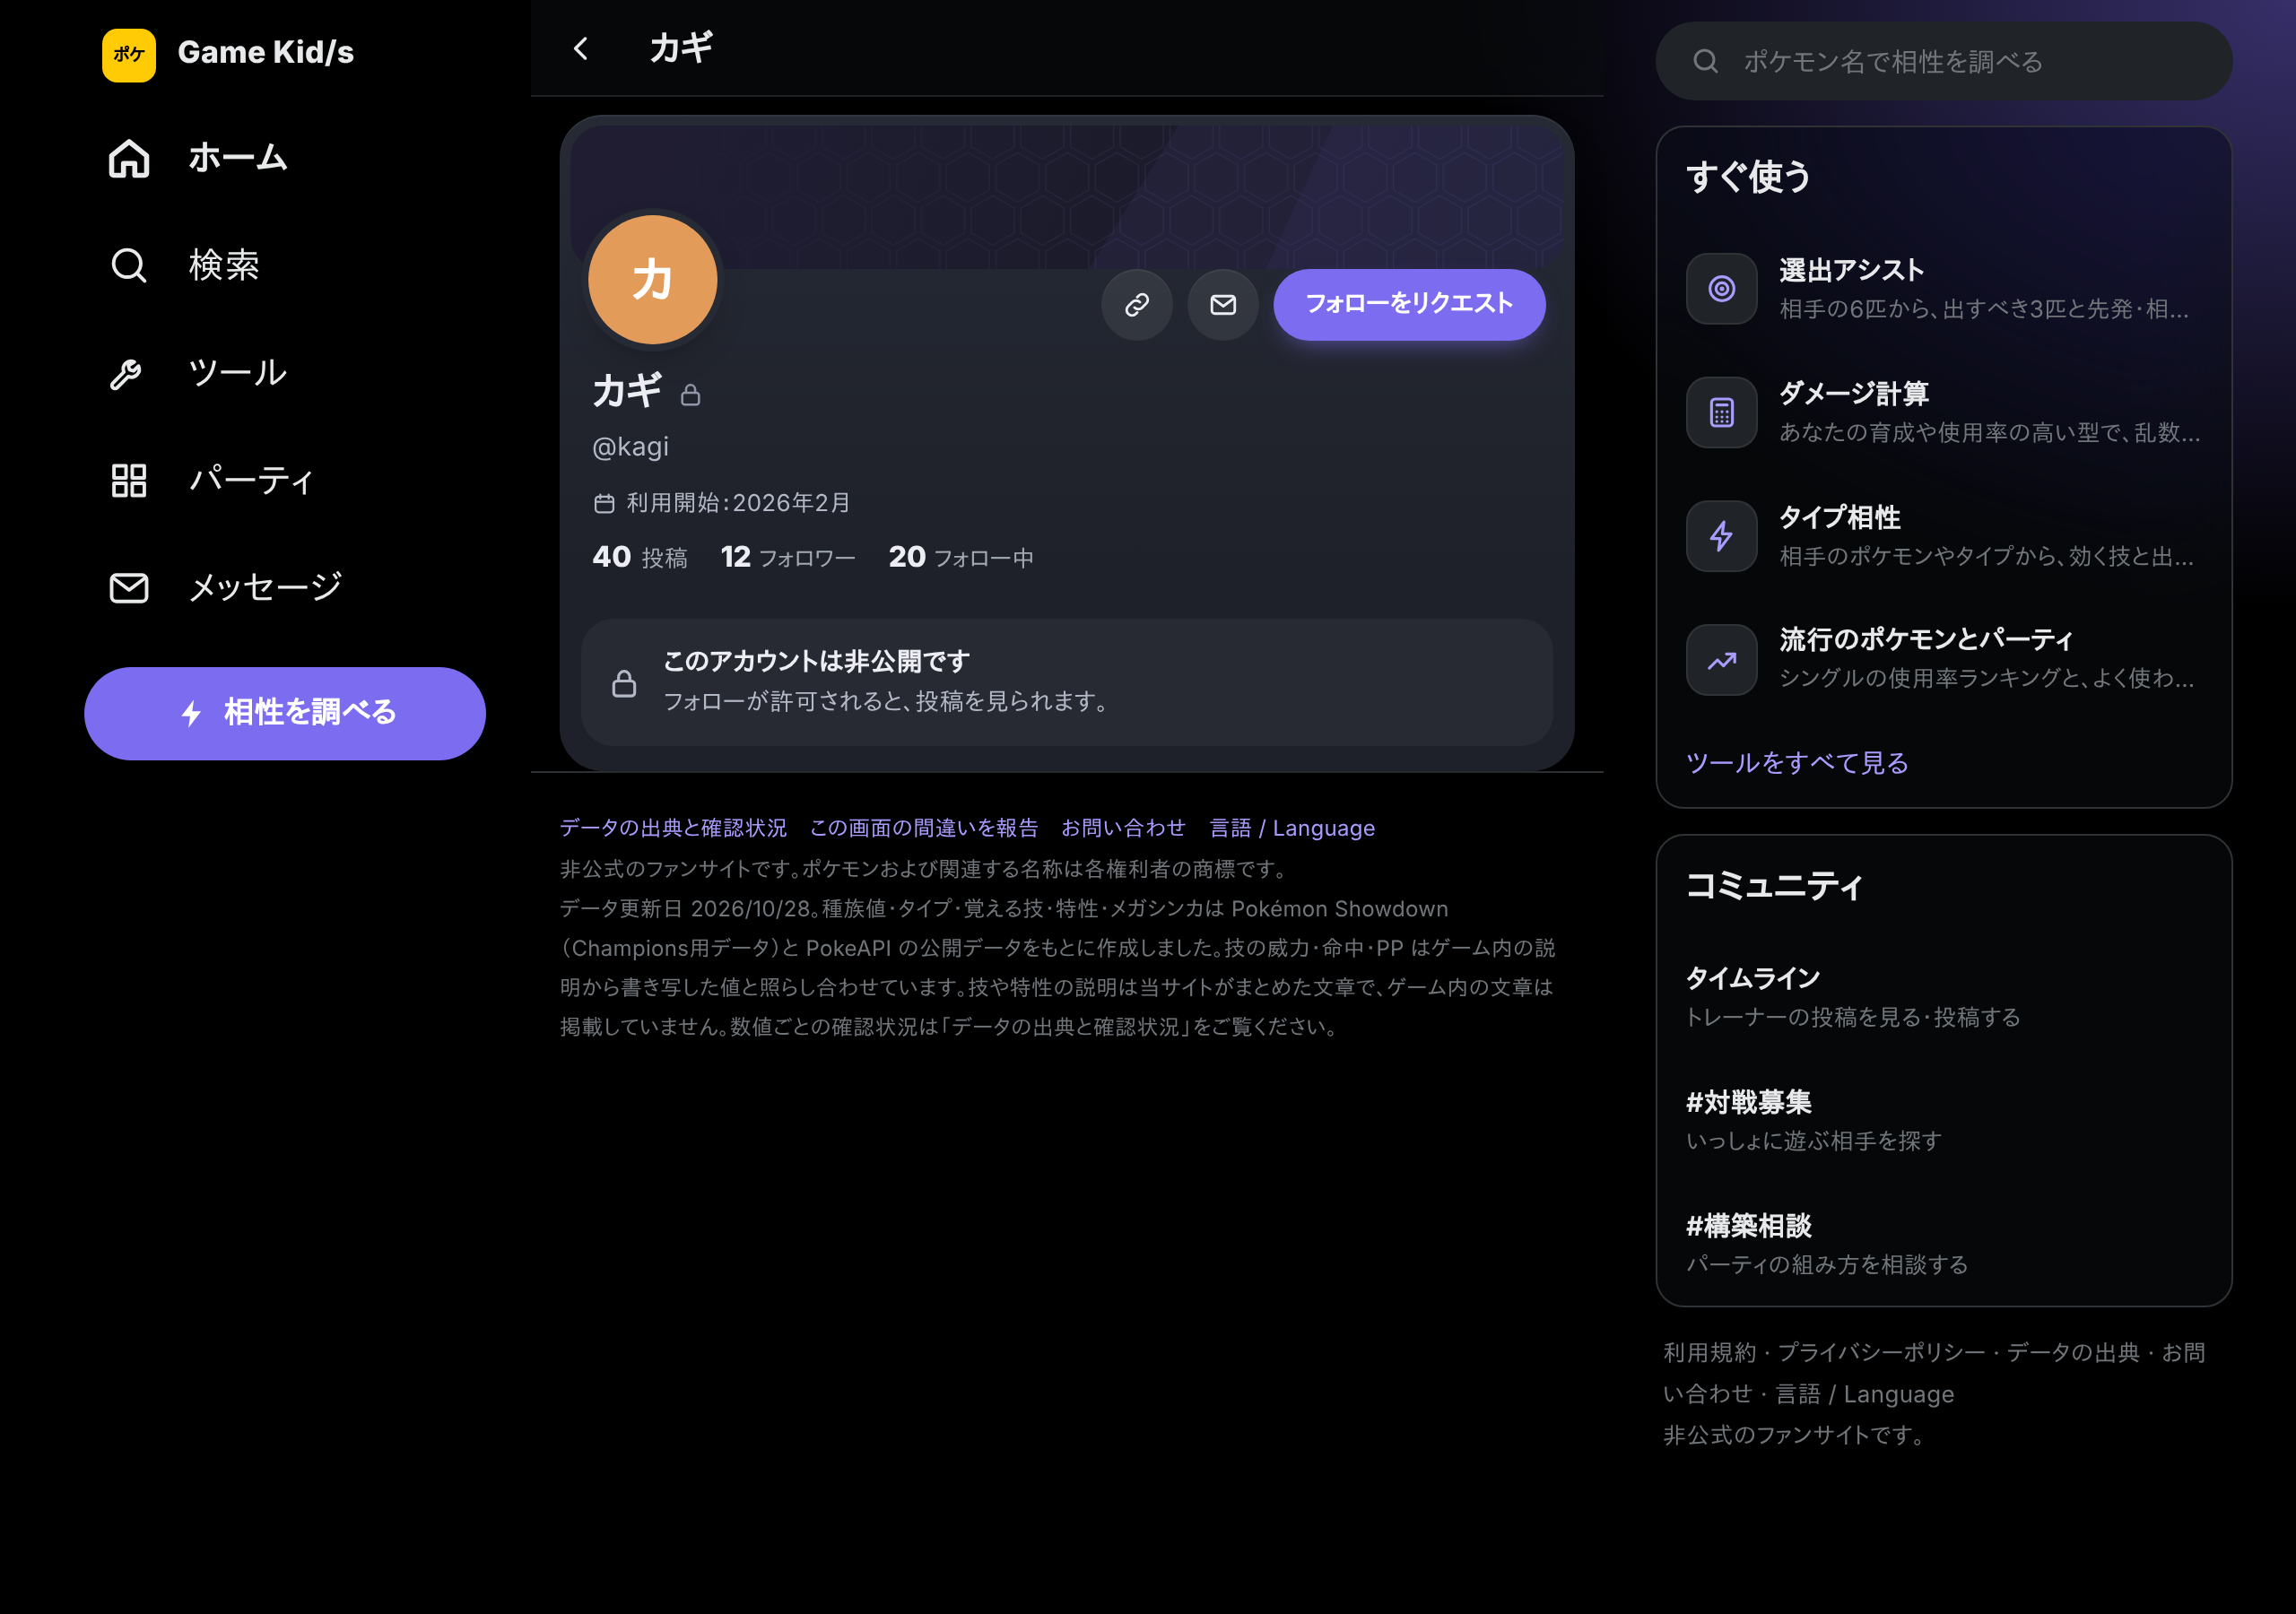 ポケ
Game Kid/s
ホーム
検索
ツール
パーティ
メッセージ
相性を調べる
カギ
カ
フォローをリクエスト
カギ
@kagi
利用開始：2026年2月
40 投稿 12 フォロワー 20 フォロー中
このアカウントは非公開です
フォローが許可されると、投稿を見られます。
データの出典と確認状況 この画面の間違いを報告 お問い合わせ 言語 / Language
非公式のファンサイトです。ポケモンおよび関連する名称は各権利者の商標です。
データ更新日 2026/10/28。種族値・タイプ・覚える技・特性・メガシンカは Pokémon Showdown
（Champions用データ）と PokeAPI の公開データをもとに作成しました。技の威力・命中・PP はゲーム内の説
明から書き写した値と照らし合わせています。技や特性の説明は当サイトがまとめた文章で、ゲーム内の文章は
掲載していません。数値ごとの確認状況は「データの出典と確認状況」をご覧ください。
ポケモン名で相性を調べる
すぐ使う
選出アシスト
相手の6匹から、出すべき3匹と先発・相…
ダメージ計算
あなたの育成や使用率の高い型で、乱数…
タイプ相性
相手のポケモンやタイプから、効く技と出…
流行のポケモンとパーティ
シングルの使用率ランキングと、よく使わ…
ツールをすべて見る
コミュニティ
タイムライン
トレーナーの投稿を見る・投稿する
#対戦募集
いっしょに遊ぶ相手を探す
#構築相談
パーティの組み方を相談する
利用規約 · プライバシーポリシー · データの出典 · お問
い合わせ · 言語 / Language
非公式のファンサイトです。